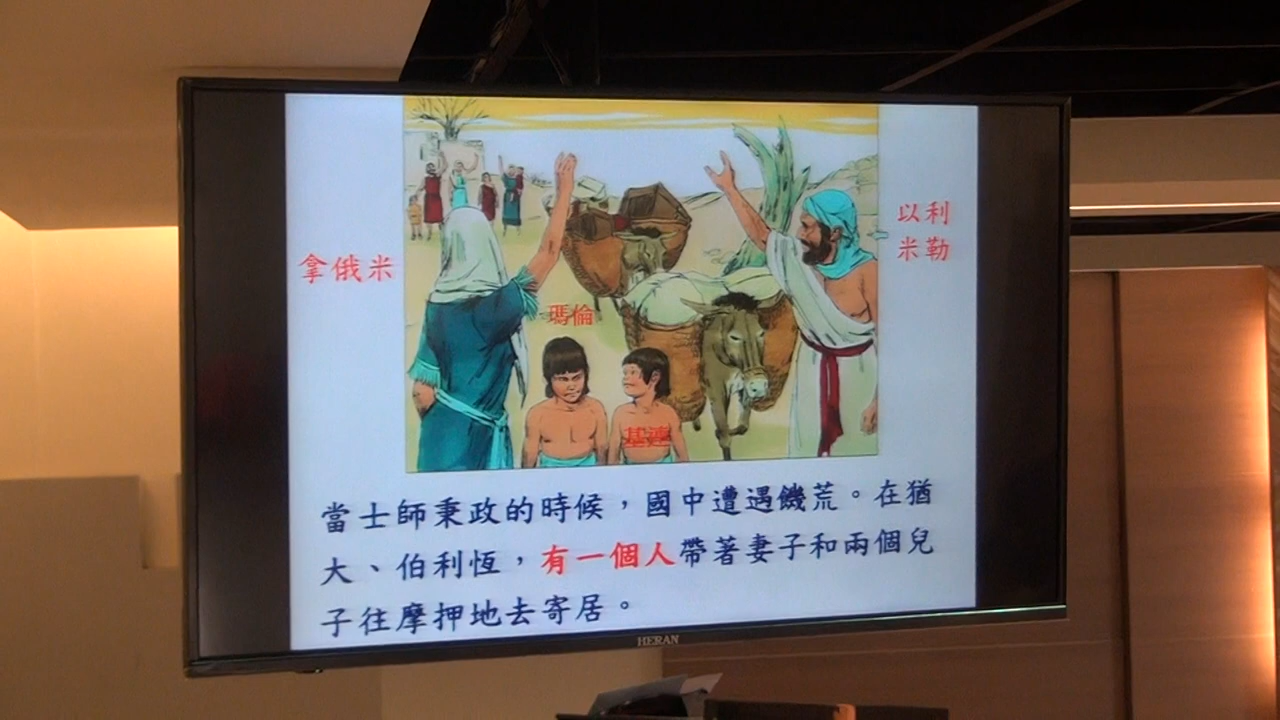 拿俄米
以利
米勒
瑪倫
基連
當士師秉政的時候，國中遭遇饑荒。在猶
大、伯利恆，有一個人帶著妻子和兩個兒
子往摩押地去寄居。
HERAN